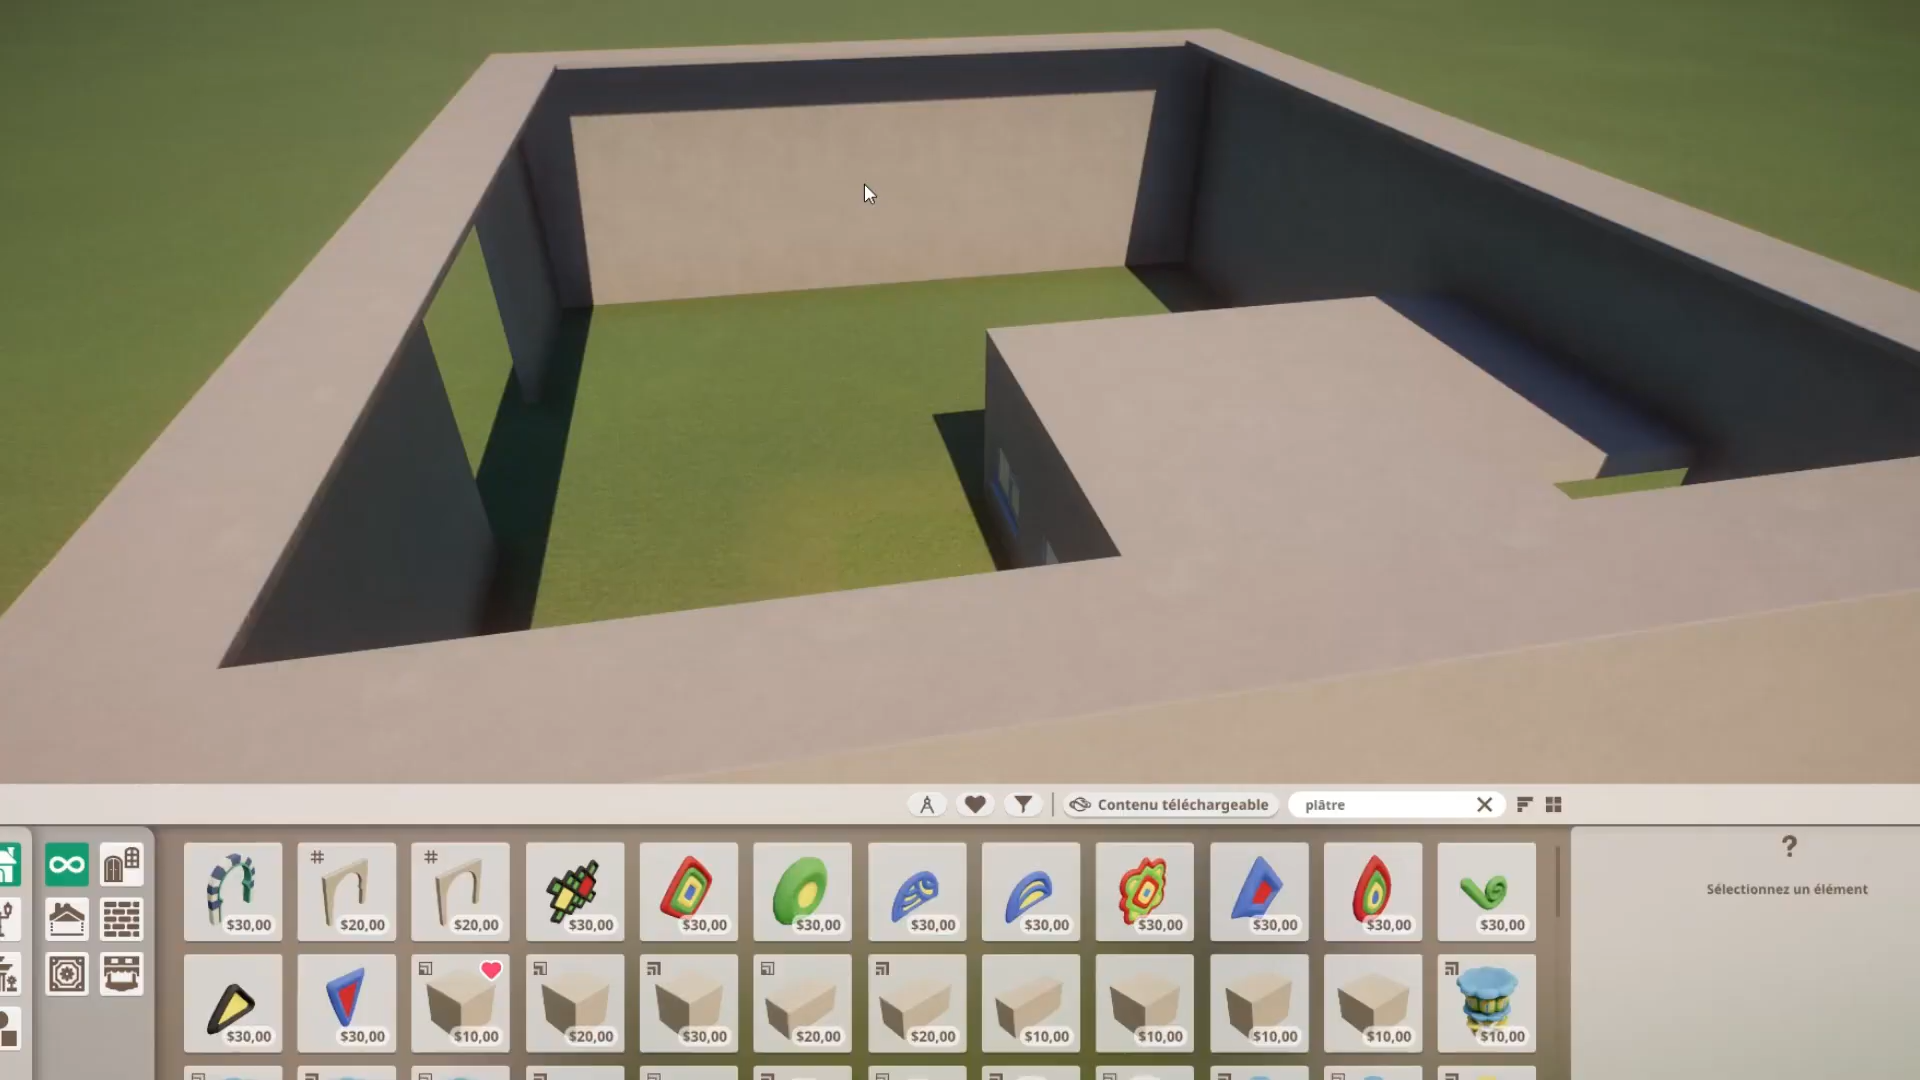 Contenu téléchargeable
plâtre
?
Sélectionnez un élément
# #
$30,00 $20,00 $20,00 $30,00 $30,00 $30,00 $30,00 $30,00 $30,00 $30,00 $30,00 $30,00
$30,00 $30,00 $10,00 $20,00 $30,00 $20,00 $20,00 $10,00 $10,00 $10,00 $10,00 $10,00